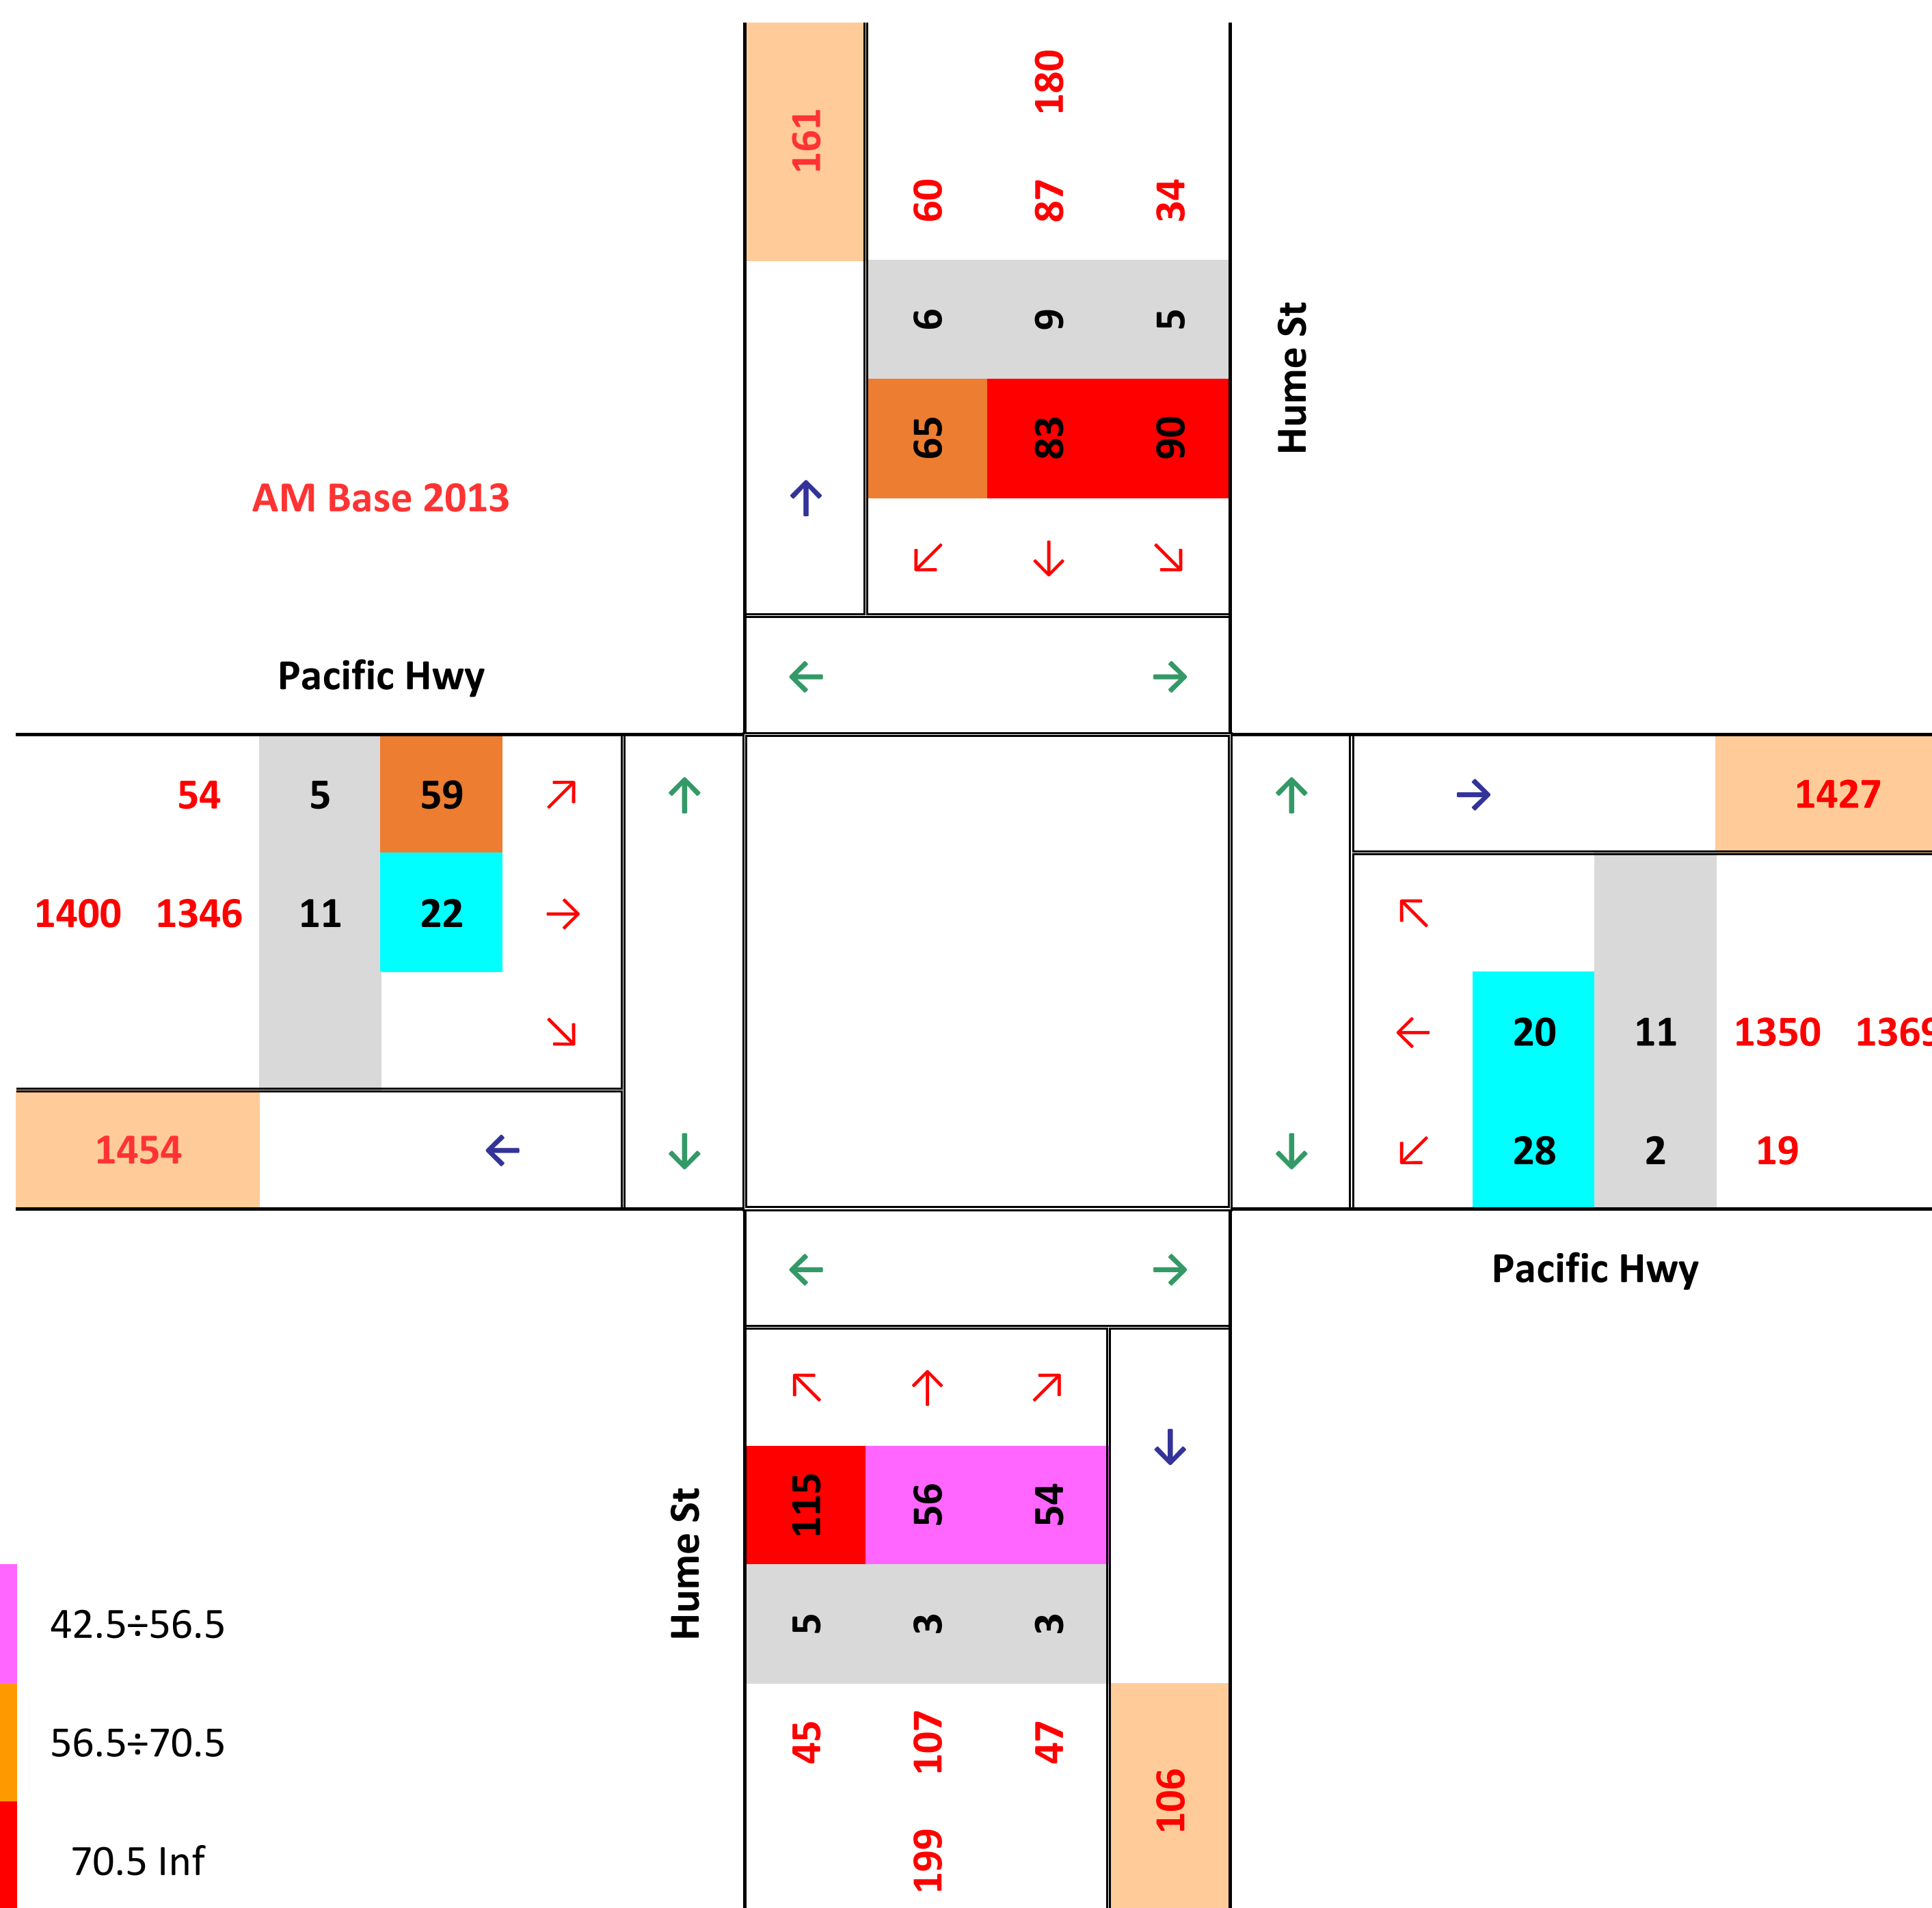 180
161
60 87 34
6 9 5
Hume St
65 83 90
AM Base 2013
Pacific Hwy
54 5 59
1427
1400 1346 11 22
20 11 1350
1454
28 2 19
Pacific Hwy
115 56 54
Hume St
5 3 3
42.5÷56.5
45 107 47
56.5÷70.5
106
199
70.5 Inf